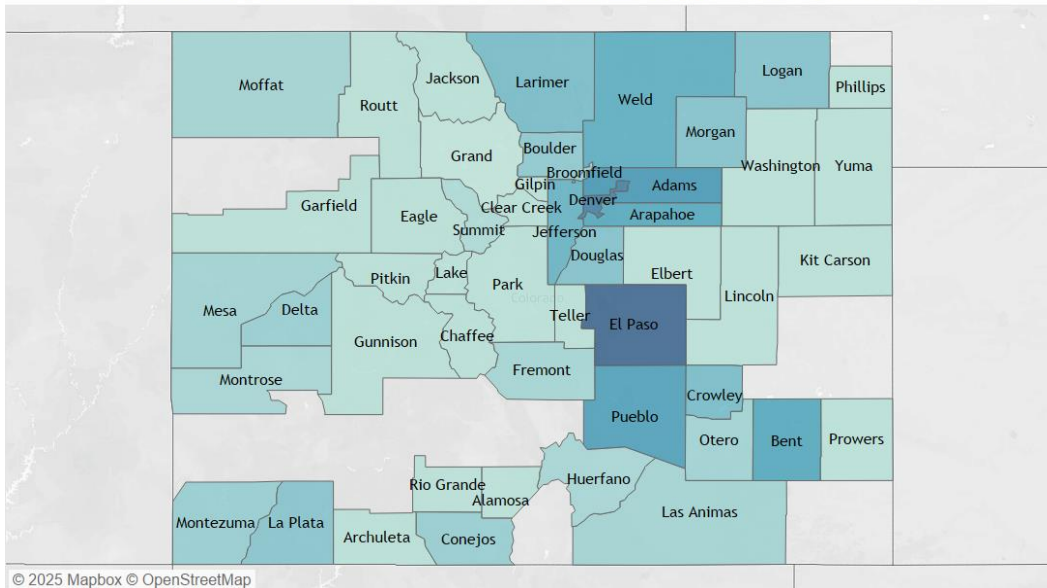 Moffat
Jackson
Larimer
Logan
Phillips
Routt
Weld
Morgan
Grand
Boulder
Washington
Yuma
Broomfield
Gilpin
Adams
Garfield
Eagle
Clear Creek
Denver
Arapahoe
Summit
Jefferson
Douglas
Kit Carson
Mesa
Pitkin
Lake
Park
Elbert
Lincoln
Delta
Colorado
Teller
El Paso
Gunnison
Chaffee
Montrose
Fremont
Crowley
Pueblo
Otero
Bent
Prowers
Rio Grande
Alamosa
Huerfano
Las Animas
Montezuma
La Plata
Archuleta
Conejos
© 2025 Mapbox © OpenStreetMap